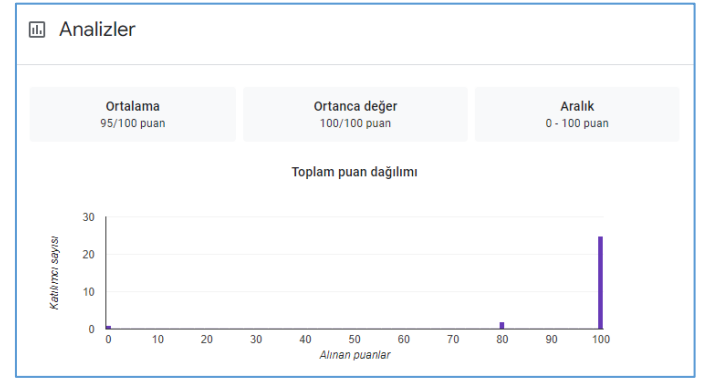 Analizler
Ortalama
95/100 puan
Ortanca değer
100/100 puan
Aralık
0 - 100 puan
Toplam puan dağılımı
Katılımcı sayısı
30
20
10
0
0 10 20 30 40 50 60 70 80 90 100
Alınan puanlar